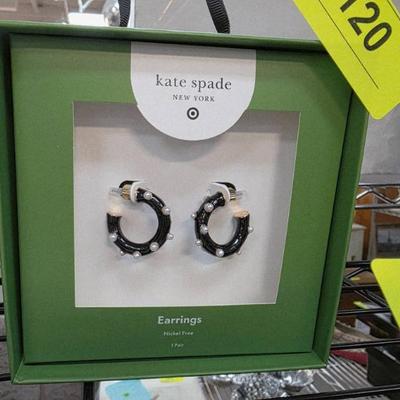 120
kate spade
NEW YORK
Earrings
Nickel Free
1 Pair